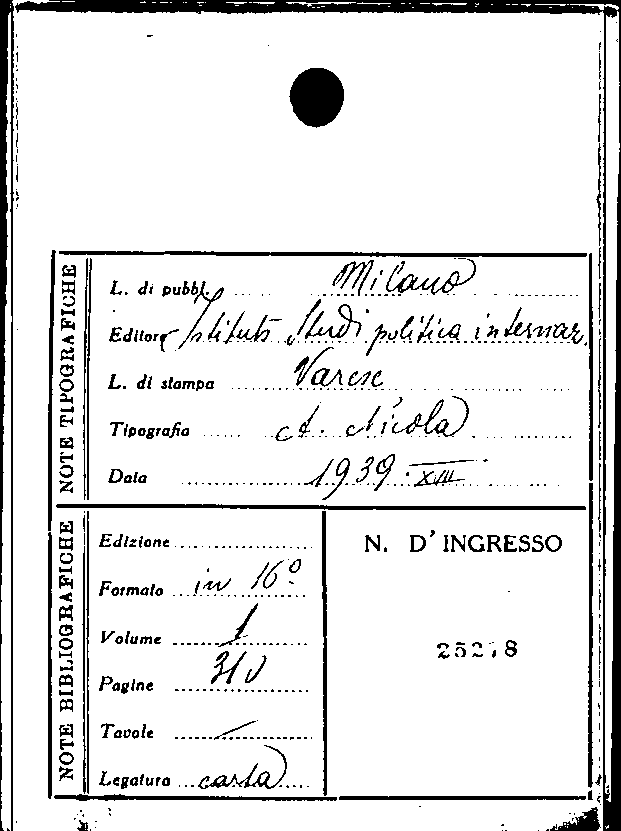 NOTE TIPOGRAFICHE
L. di pubbl. Milano
Editore Istituto Studi politica internaz.
L. di stampa Varese
Tipografia A. Nicola
Data 1939 · XVII
NOTE BIBLIOGRAFICHE
Edizione
Formato in 16º
Volume 1
Pagine 310
Tavole —
Legatura carta
N. D'INGRESSO